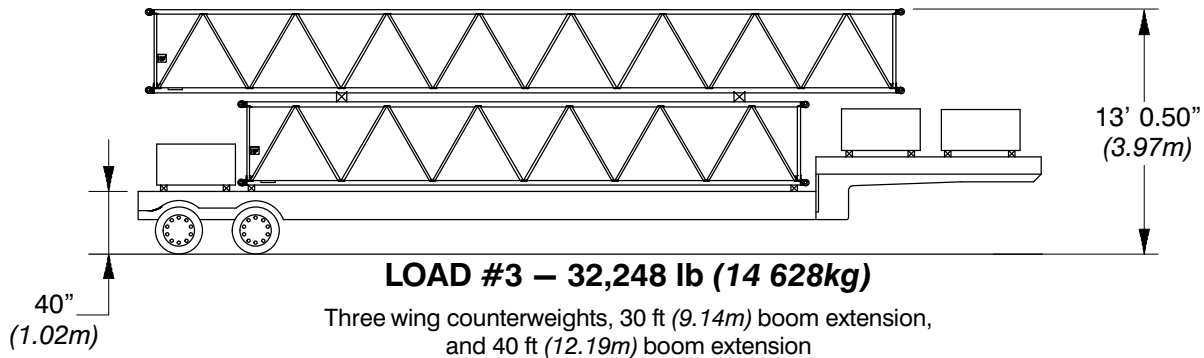 13’ 0.50”
(3.97m)
40”
(1.02m)
LOAD #3 – 32,248 lb (14 628kg)
Three wing counterweights, 30 ft (9.14m) boom extension,
and 40 ft (12.19m) boom extension